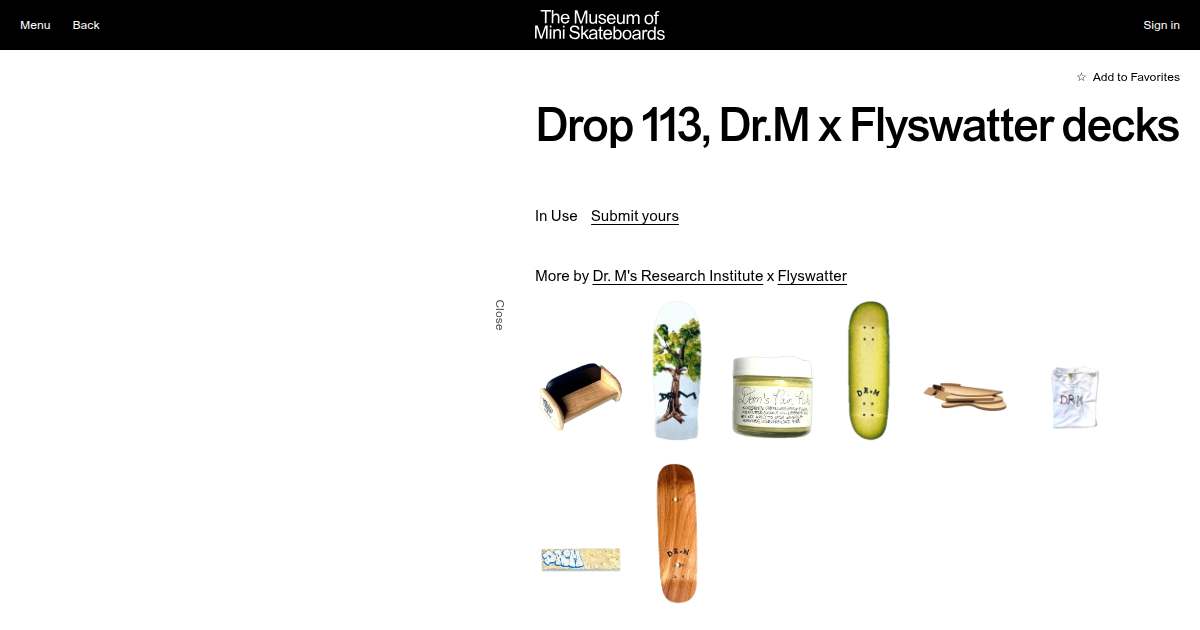 Menu
Back
The Museum of
Mini Skateboards
Sign in
☆ Add to Favorites
Drop 113, Dr.M x Flyswatter decks
In Use Submit yours
More by Dr. M's Research Institute x Flyswatter
Close
DR.M
DRM
DR.M